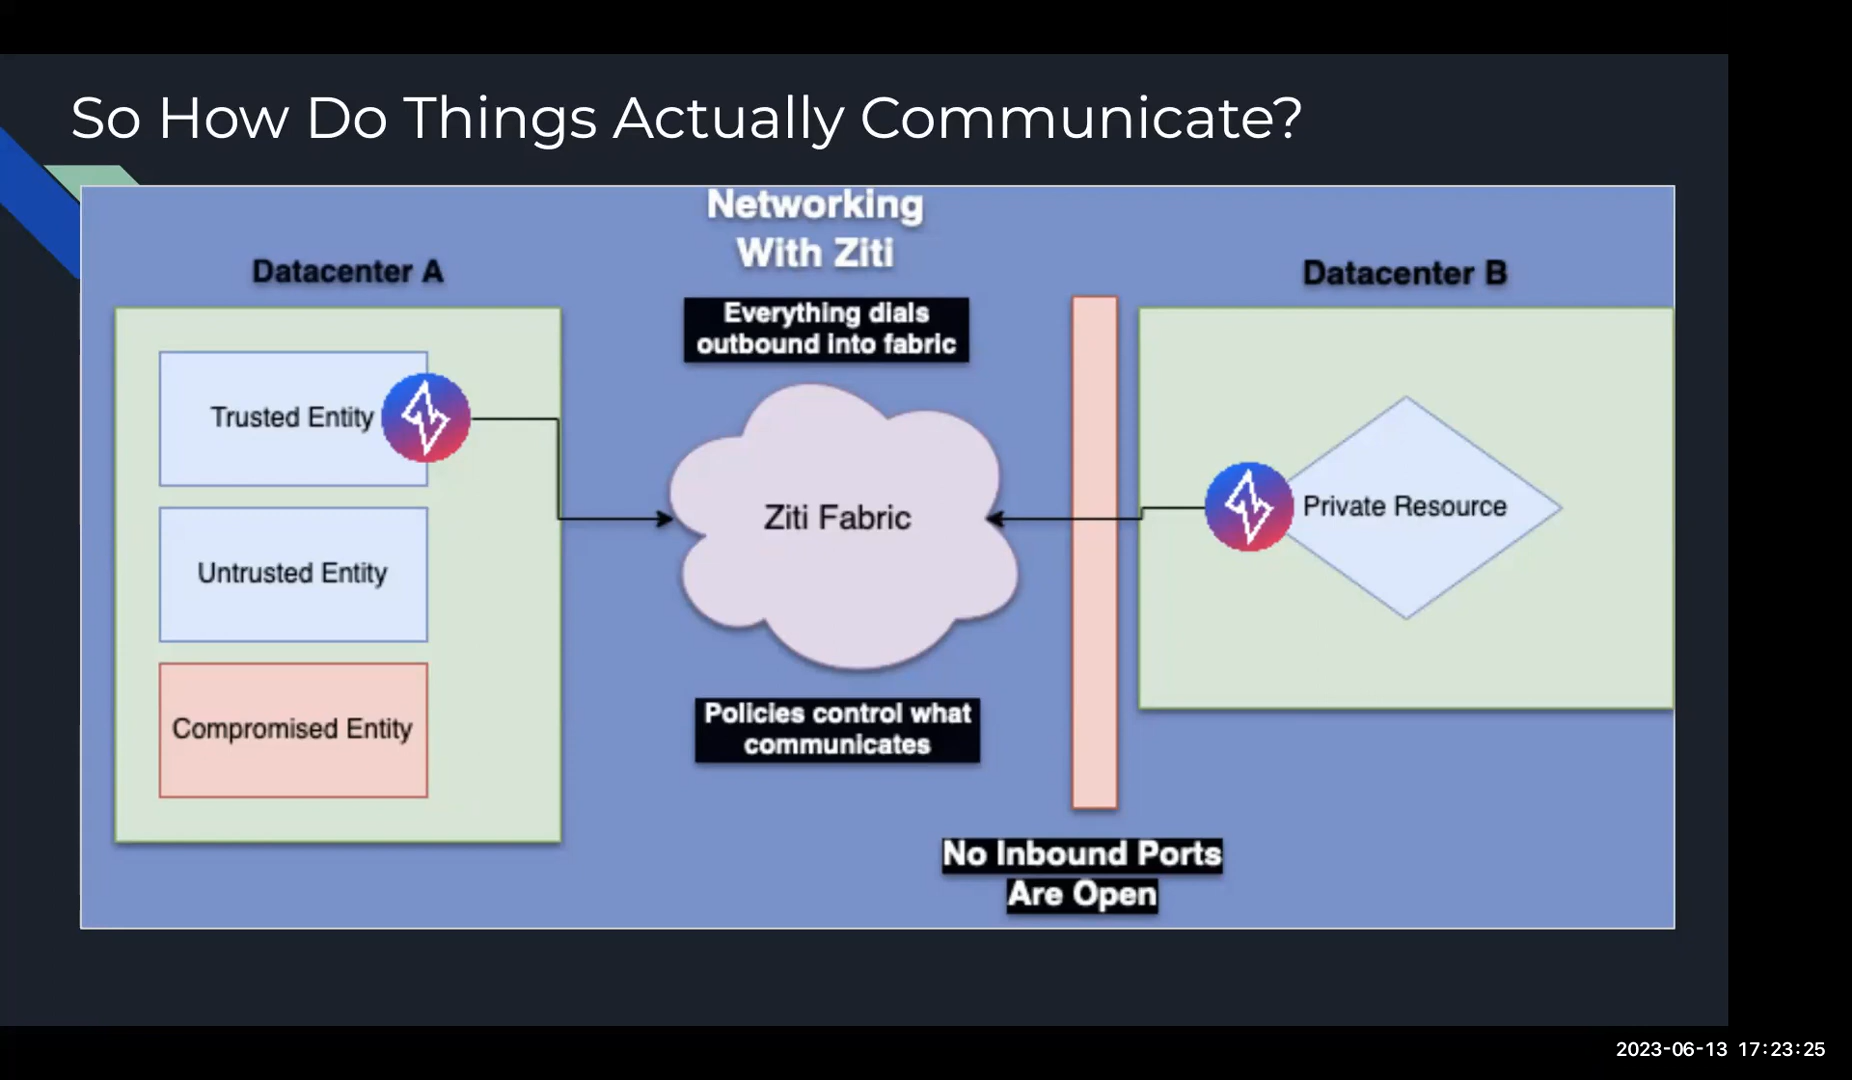 So How Do Things Actually Communicate?
Networking
With Ziti
Datacenter A
Datacenter B
Everything dials
outbound into fabric
Trusted Entity
Ziti Fabric
Private Resource
Untrusted Entity
Compromised Entity
Policies control what
communicates
No Inbound Ports
Are Open
2023-06-13 17:23:25